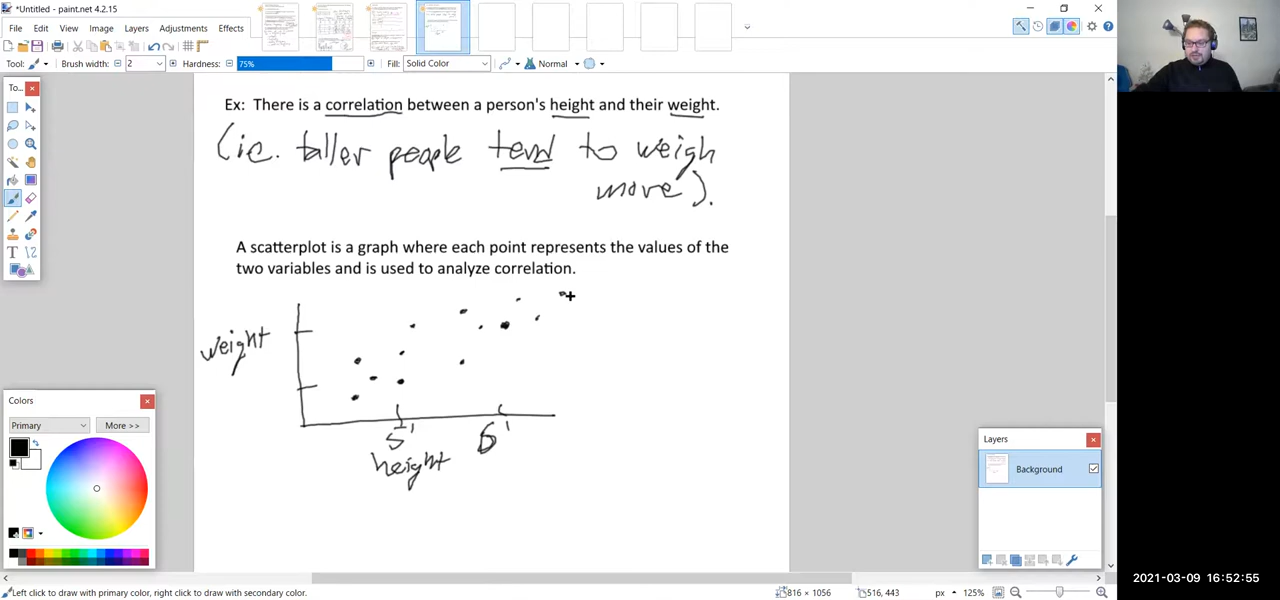 *Untitled - paint.net 4.2.15
File Edit View Image Layers Adjustments Effects
Tool: Brush width: 2 Hardness: 75% Fill: Solid Color Normal
To...
Ex: There is a correlation between a person's height and their weight.
(ie. taller people tend to weigh
more).
A scatterplot is a graph where each point represents the values of the
two variables and is used to analyze correlation.
weight
5' 6'
height
Colors
Primary More >>
Layers
Background
2021-03-09 16:52:55
Left click to draw with primary color, right click to draw with secondary color. 816 x 1056 516, 443 px 125%